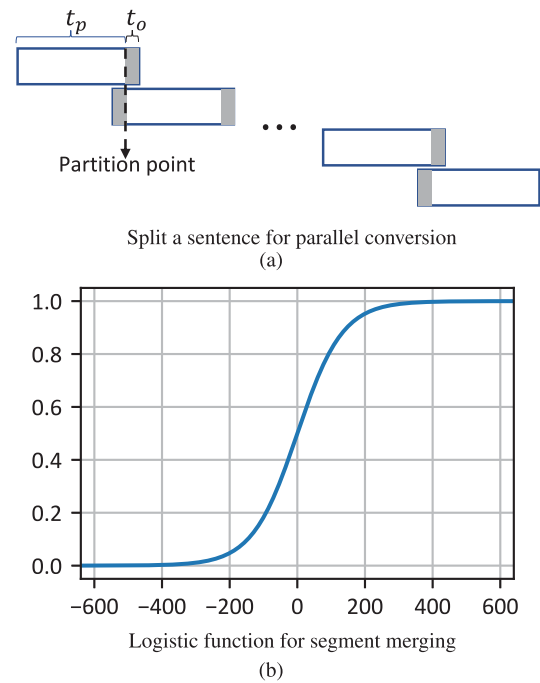 t_p t_o
...
Partition point
Split a sentence for parallel conversion
(a)
1.0
0.8
0.6
0.4
0.2
0.0
−600 −400 −200 0 200 400 600
Logistic function for segment merging
(b)